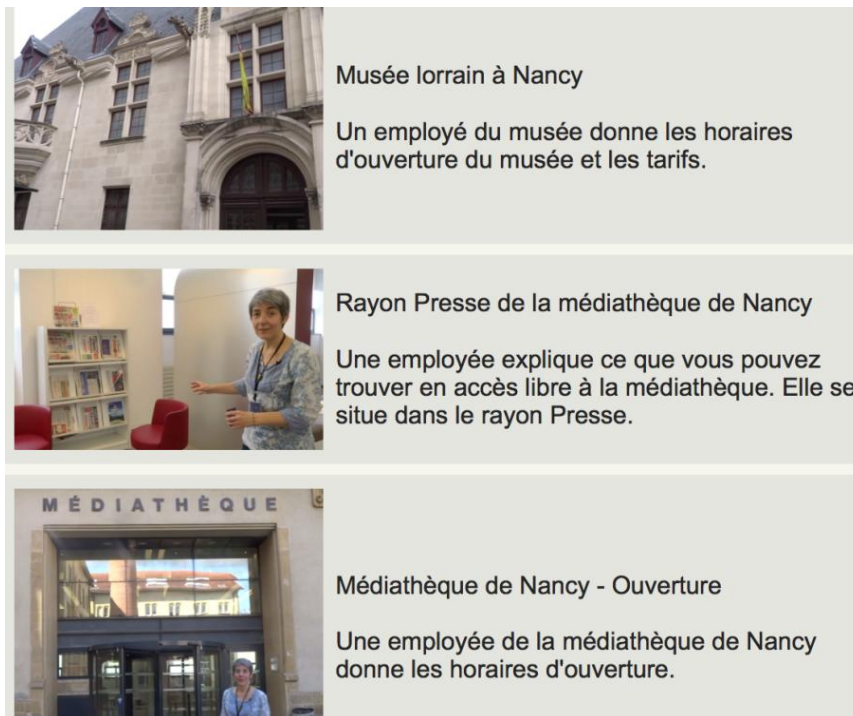 Musée lorrain à Nancy
Un employé du musée donne les horaires
d'ouverture du musée et les tarifs.
Rayon Presse de la médiathèque de Nancy
Une employée explique ce que vous pouvez
trouver en accès libre à la médiathèque. Elle se
situe dans le rayon Presse.
MÉDIATHÈQUE
Médiathèque de Nancy - Ouverture
Une employée de la médiathèque de Nancy
donne les horaires d'ouverture.